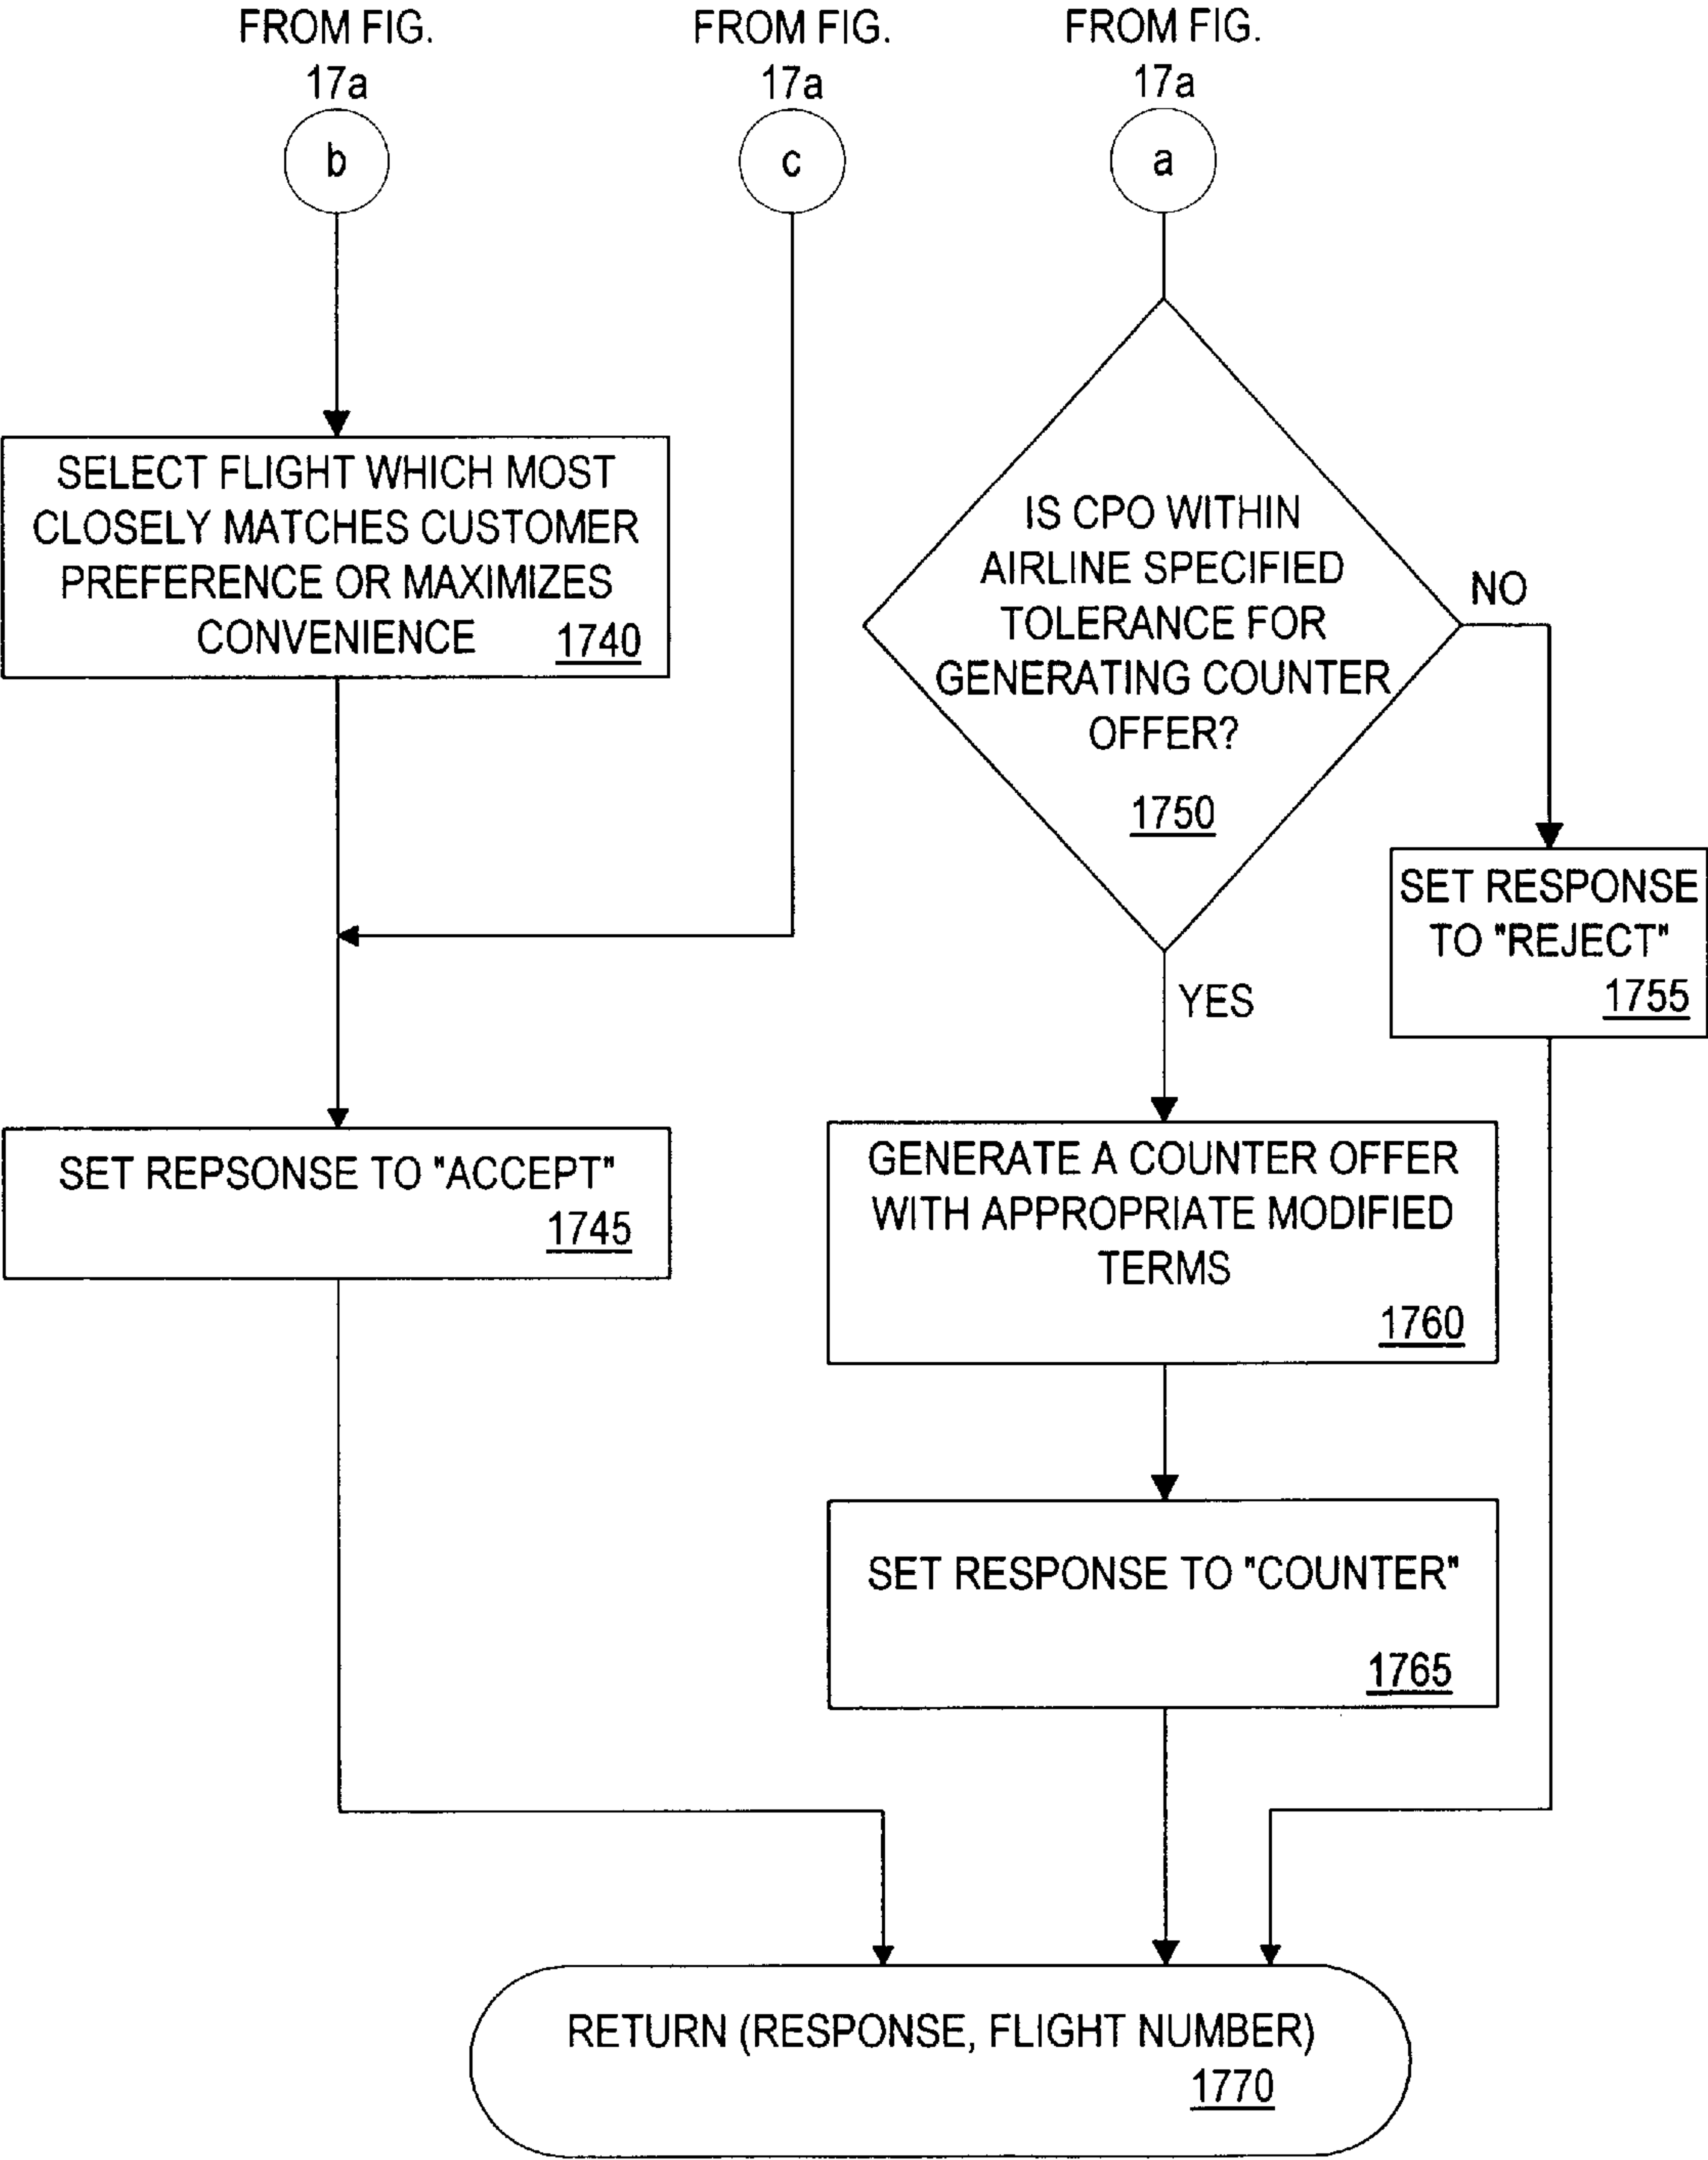 FROM FIG.
17a
b
FROM FIG.
17a
c
FROM FIG.
17a
a
SELECT FLIGHT WHICH MOST
CLOSELY MATCHES CUSTOMER
PREFERENCE OR MAXIMIZES
CONVENIENCE 1740
IS CPO WITHIN
AIRLINE SPECIFIED
TOLERANCE FOR
GENERATING COUNTER
OFFER?
1750
NO
SET RESPONSE
TO "REJECT"
1755
YES
SET REPSONSE TO "ACCEPT"
1745
GENERATE A COUNTER OFFER
WITH APPROPRIATE MODIFIED
TERMS
1760
SET RESPONSE TO "COUNTER"
1765
RETURN (RESPONSE, FLIGHT NUMBER)
1770